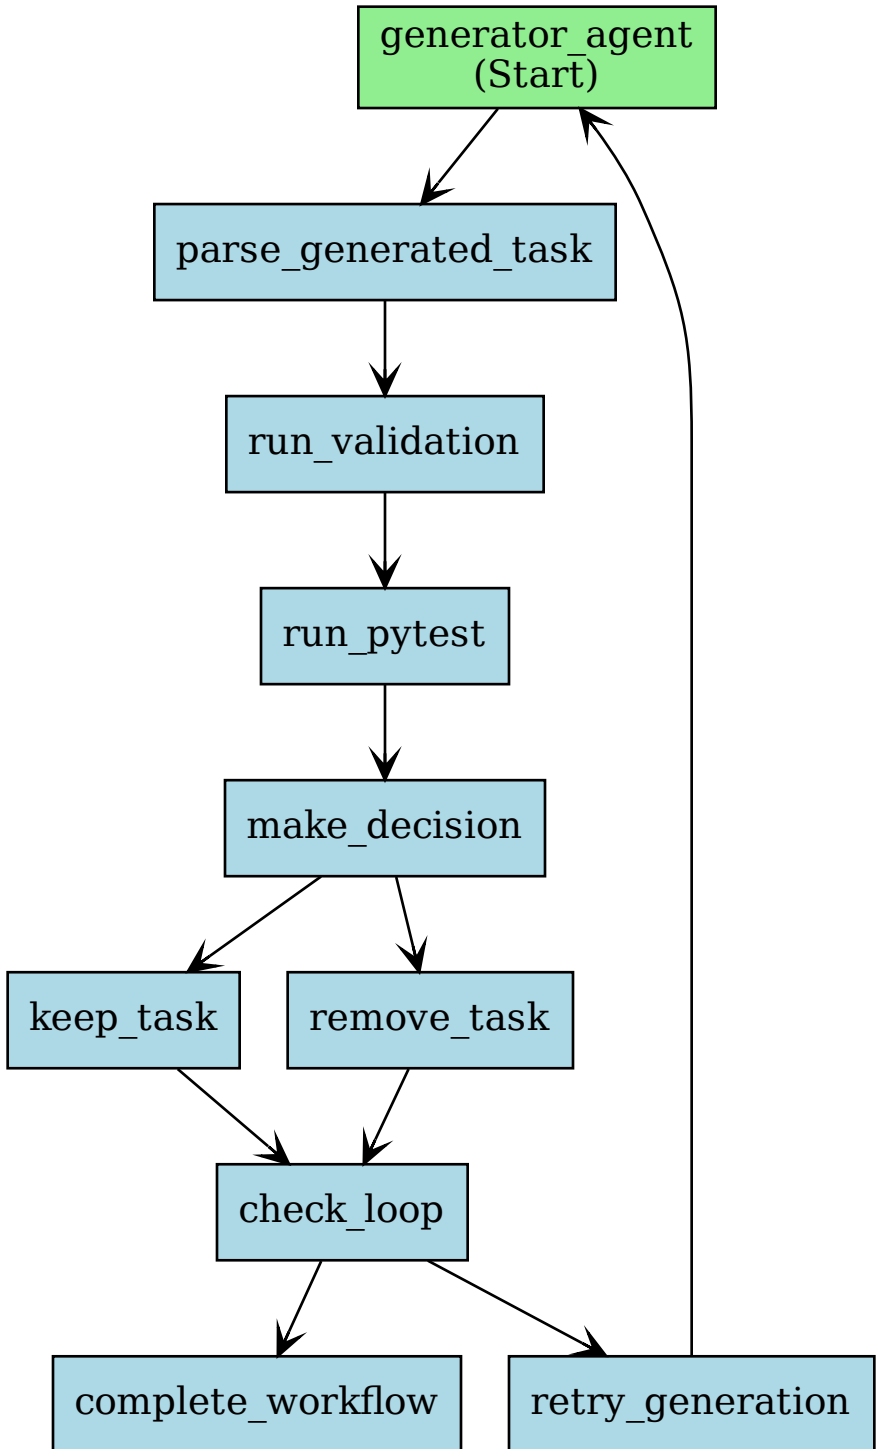 generator_agent
(Start)
parse_generated_task
run_validation
run_pytest
make_decision
keep_task
remove_task
check_loop
complete_workflow
retry_generation